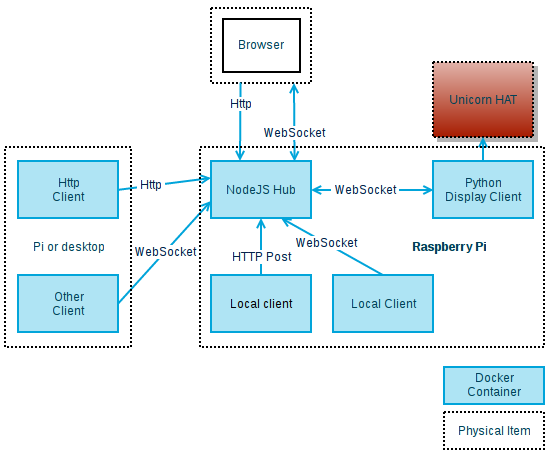 Browser
Unicorn HAT
Http
WebSocket
Http
Client
Http
NodeJS Hub
WebSocket
Python
Display Client
Pi or desktop
WebSocket
HTTP Post
WebSocket
Raspberry Pi
Other
Client
Local client
Local Client
Docker
Container
Physical Item